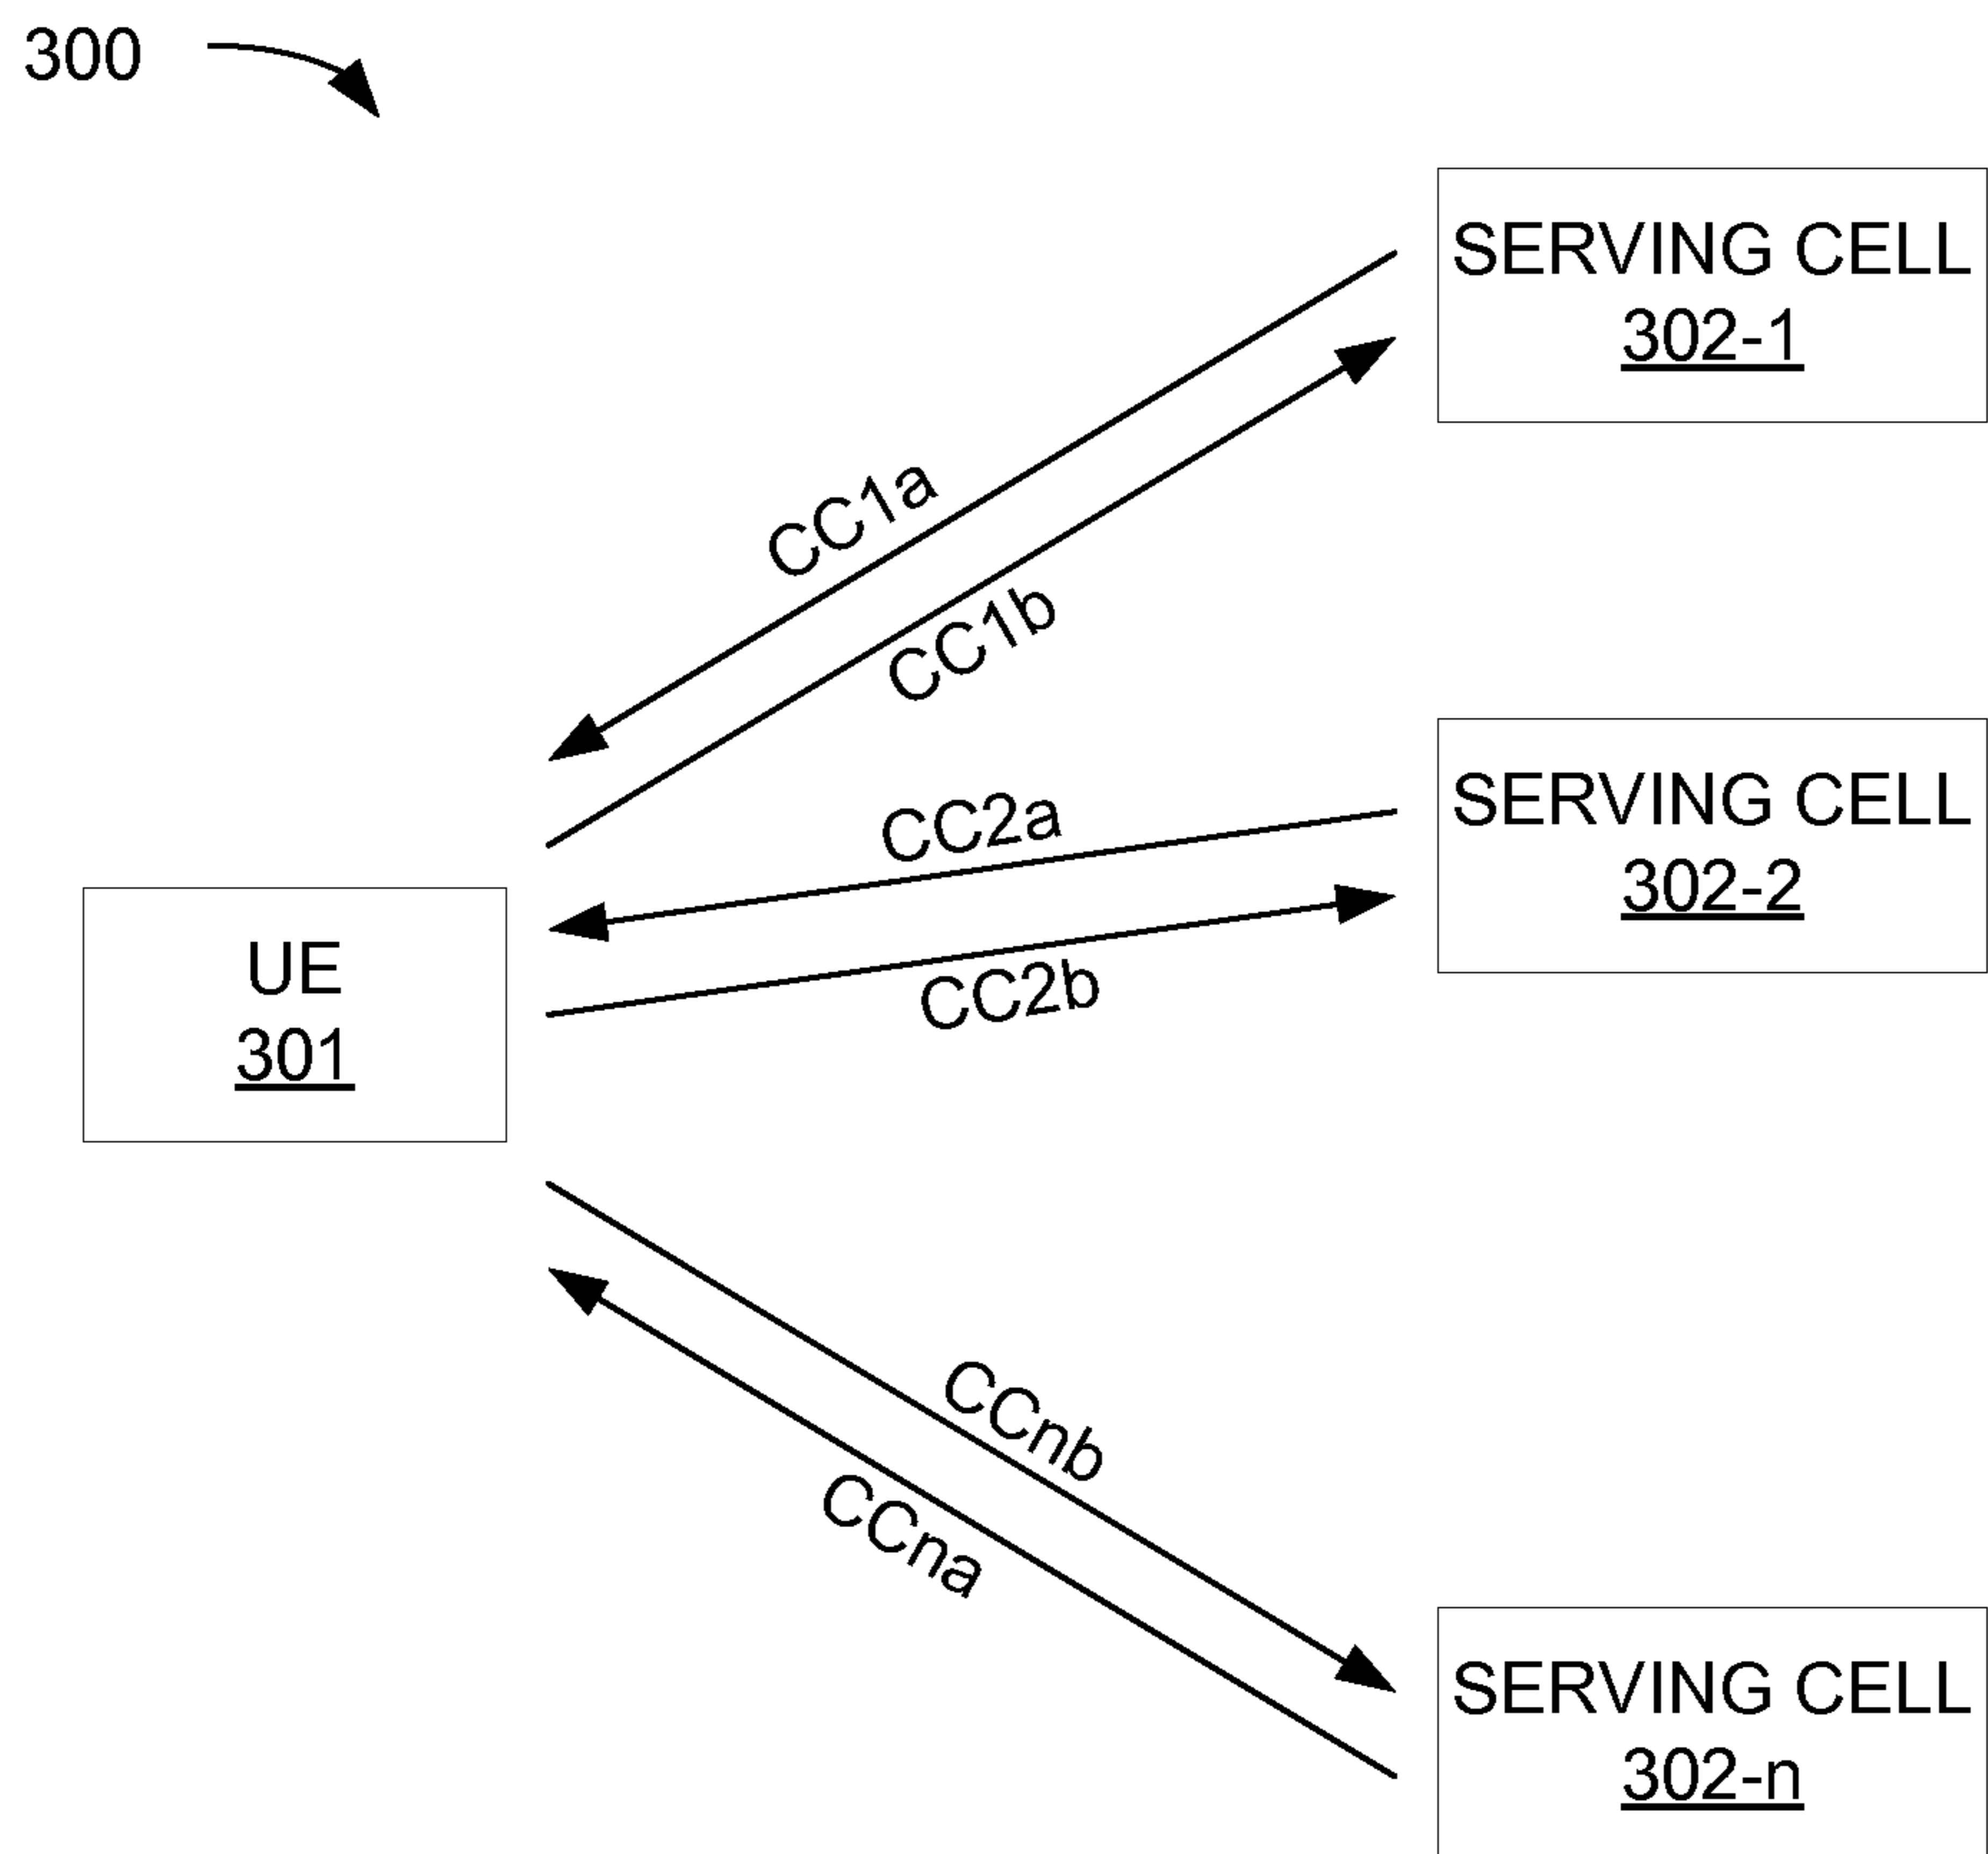 300
SERVING CELL
302-1
CC1a
CC1b
SERVING CELL
302-2
CC2a
CC2b
UE
301
CCnb
CCna
SERVING CELL
302-n